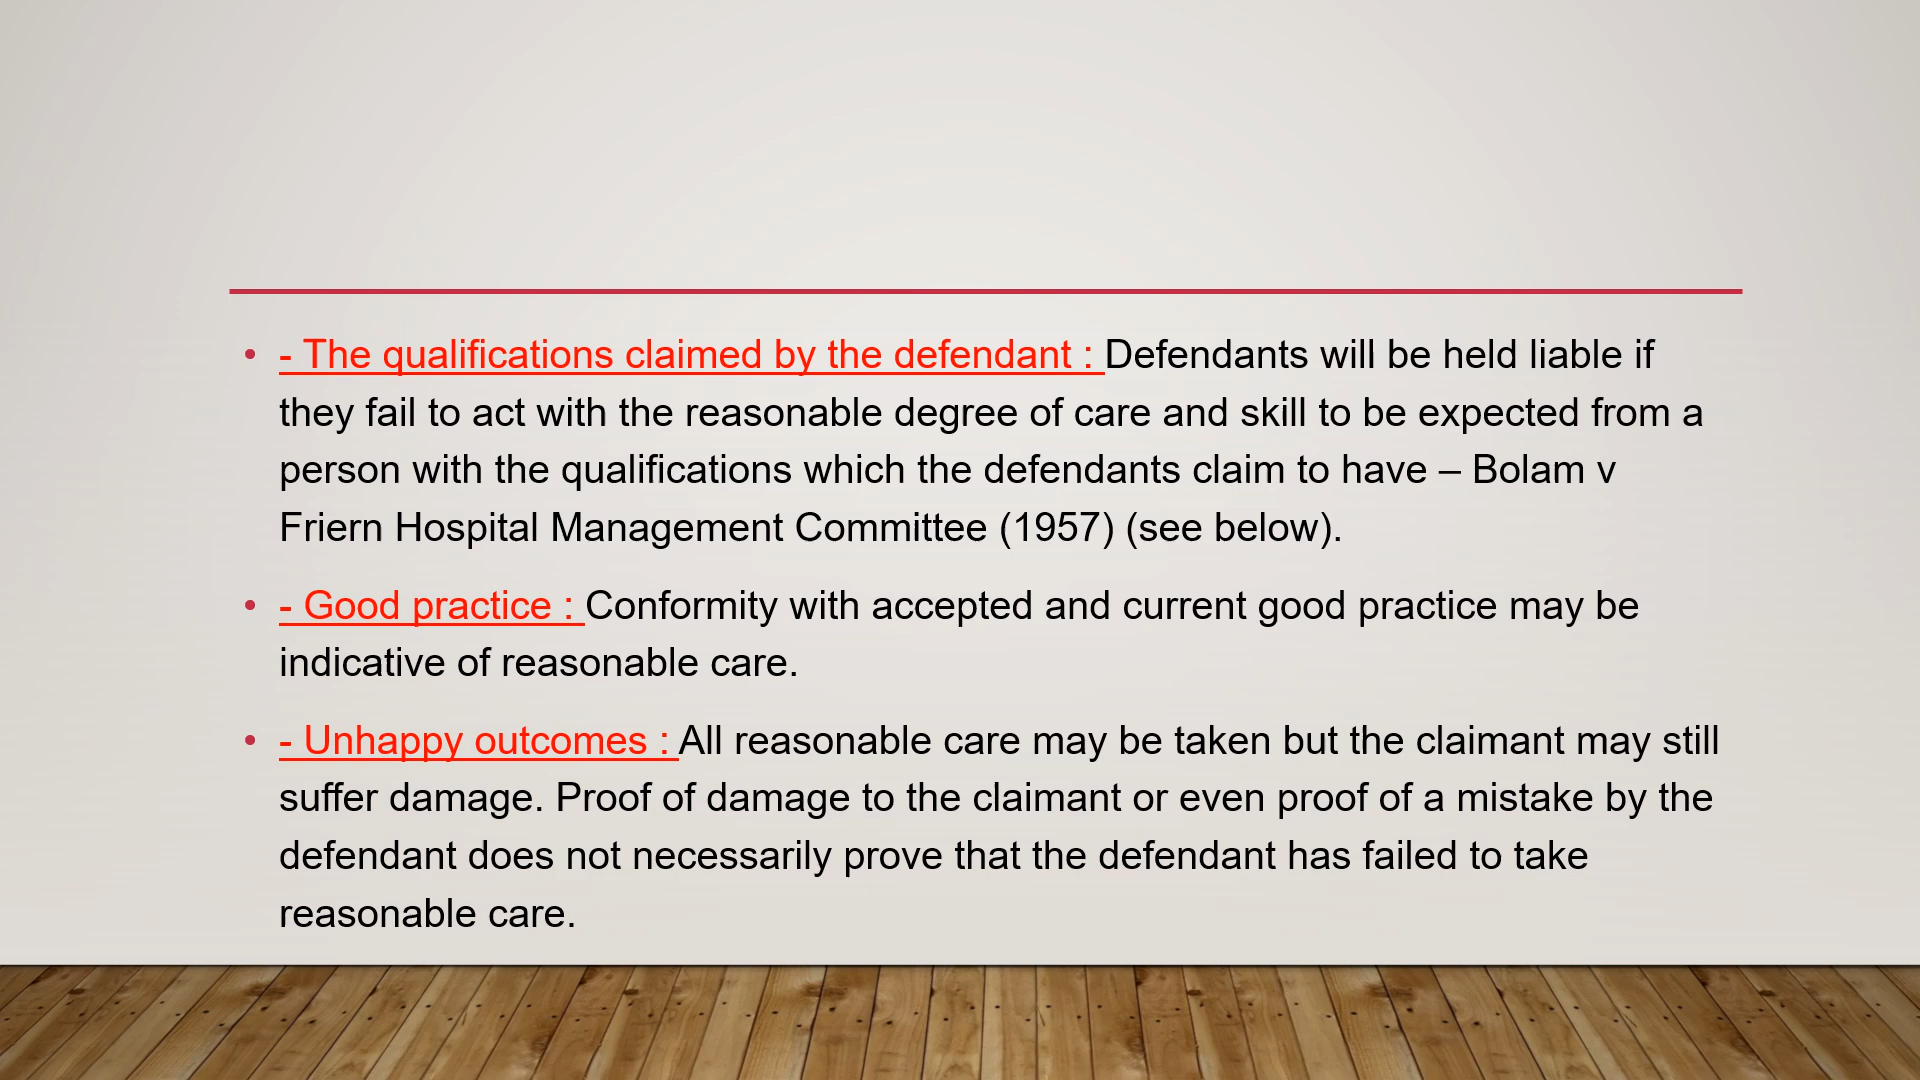 • - The qualifications claimed by the defendant : Defendants will be held liable if
they fail to act with the reasonable degree of care and skill to be expected from a
person with the qualifications which the defendants claim to have – Bolam v
Friern Hospital Management Committee (1957) (see below).
• - Good practice : Conformity with accepted and current good practice may be
indicative of reasonable care.
• - Unhappy outcomes : All reasonable care may be taken but the claimant may still
suffer damage. Proof of damage to the claimant or even proof of a mistake by the
defendant does not necessarily prove that the defendant has failed to take
reasonable care.